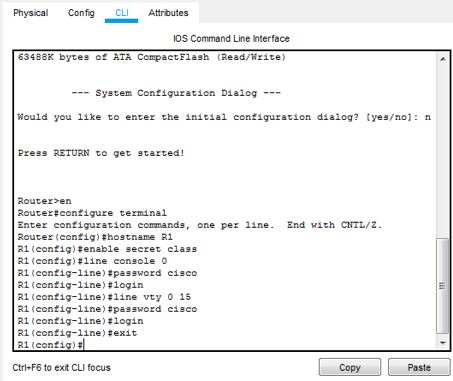 Physical Config CLI Attributes
IOS Command Line Interface
63488K bytes of ATA CompactFlash (Read/Write)
--- System Configuration Dialog ---
Would you like to enter the initial configuration dialog? [yes/no]: n
Press RETURN to get started!
Router>en
Router#configure terminal
Enter configuration commands, one per line.  End with CNTL/Z.
Router(config)#hostname R1
R1(config)#enable secret class
R1(config)#line console 0
R1(config-line)#password cisco
R1(config-line)#login
R1(config-line)#line vty 0 15
R1(config-line)#password cisco
R1(config-line)#login
R1(config-line)#exit
R1(config)#
Ctrl+F6 to exit CLI focus
Copy Paste